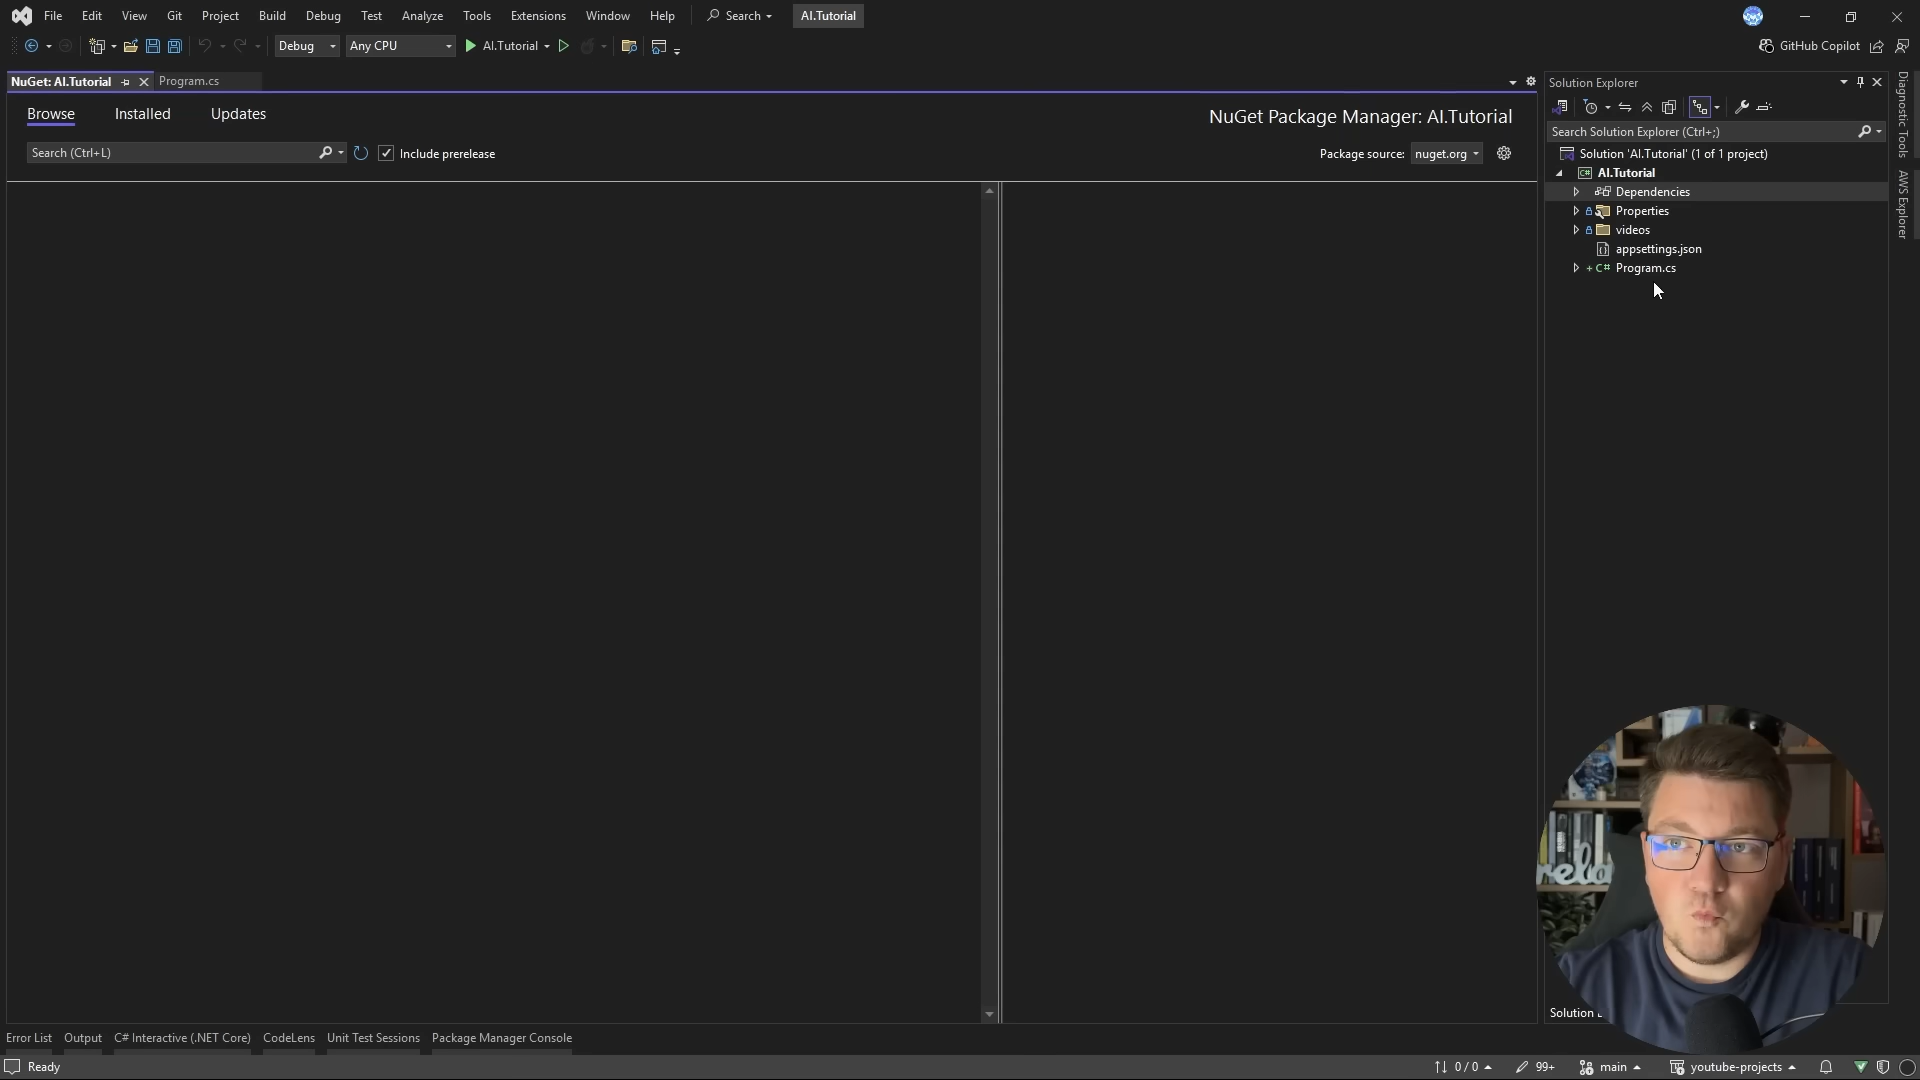 File Edit View Git Project Build Debug Test Analyze Tools Extensions Window Help Search AI.Tutorial
Debug Any CPU AI.Tutorial GitHub Copilot
NuGet: AI.Tutorial Program.cs
Browse Installed Updates
NuGet Package Manager: AI.Tutorial
Search (Ctrl+L) Include prerelease
Package source: nuget.org
Solution Explorer
Search Solution Explorer (Ctrl+;)
Solution 'AI.Tutorial' (1 of 1 project)
AI.Tutorial
Dependencies
Properties
videos
appsettings.json
C# Program.cs
Diagnostic Tools
AWS Explorer
Solution
Error List Output C# Interactive (.NET Core) CodeLens Unit Test Sessions Package Manager Console
Ready 0 / 0 99+ main youtube-projects